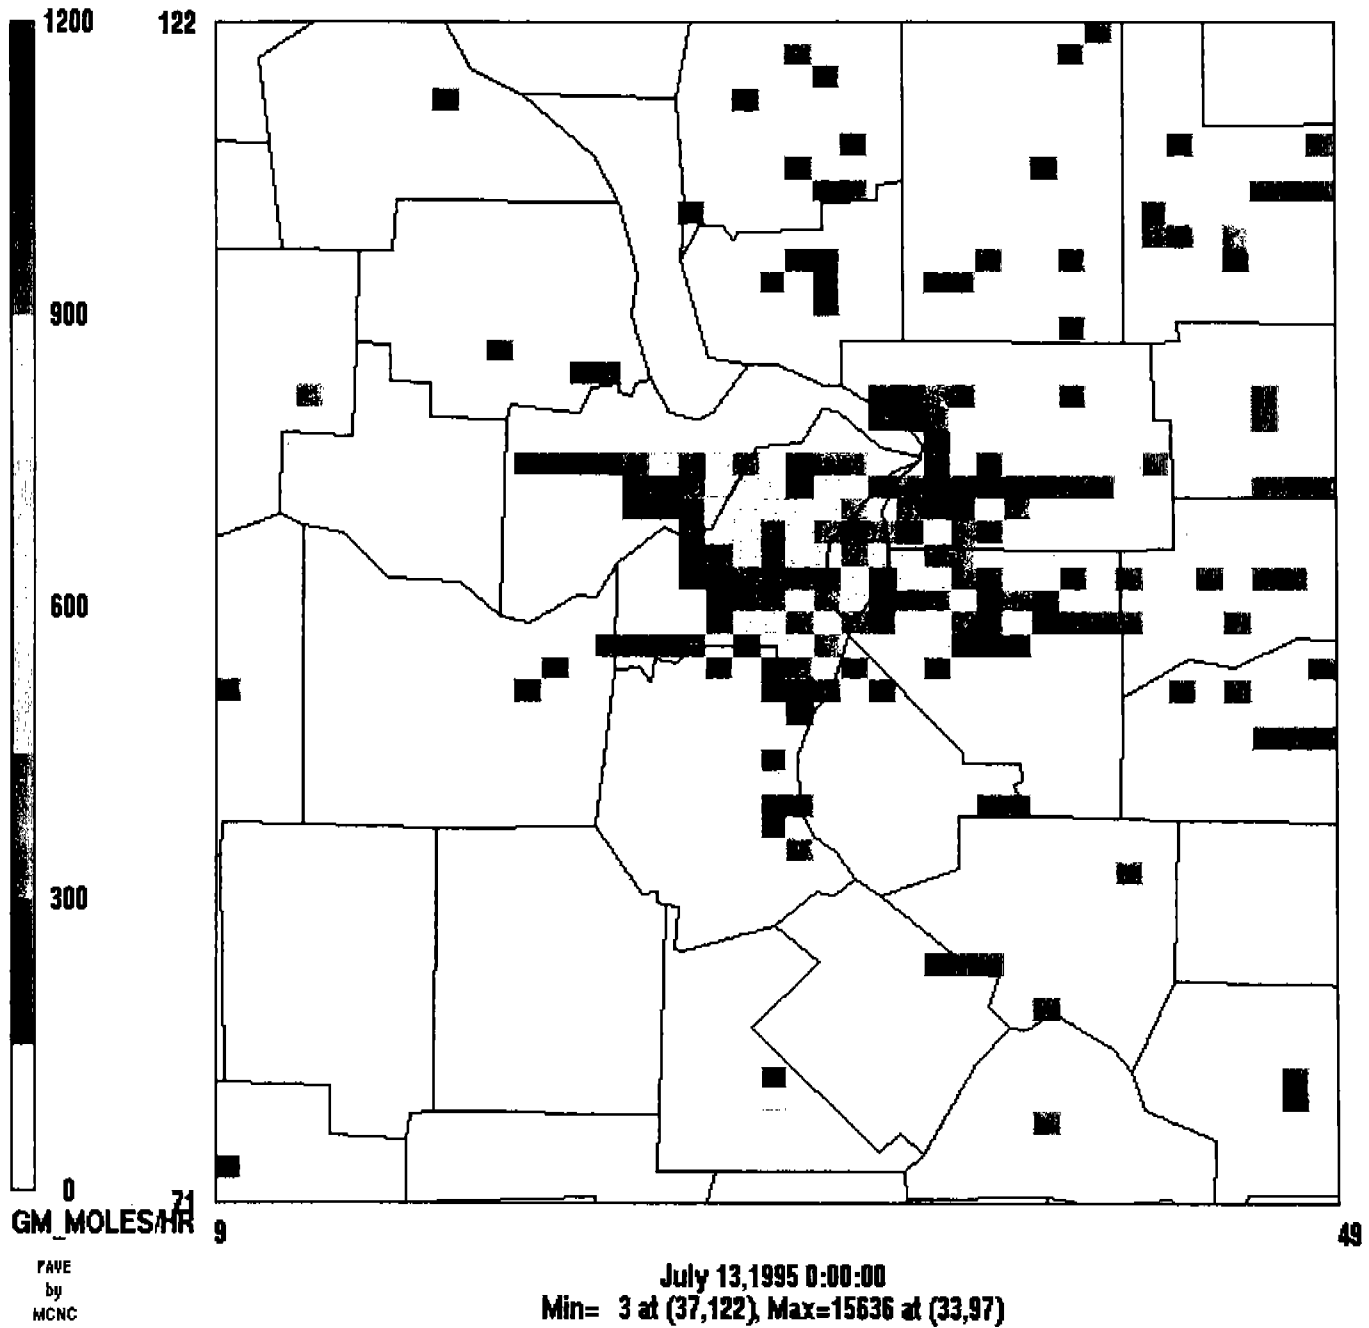 1200
122
900
600
300
0
71
GM_MOLES/HR
9
49
PAVE
by
MCNC
July 13,1995 0:00:00
Min= 3 at (37,122), Max=15636 at (33,97)